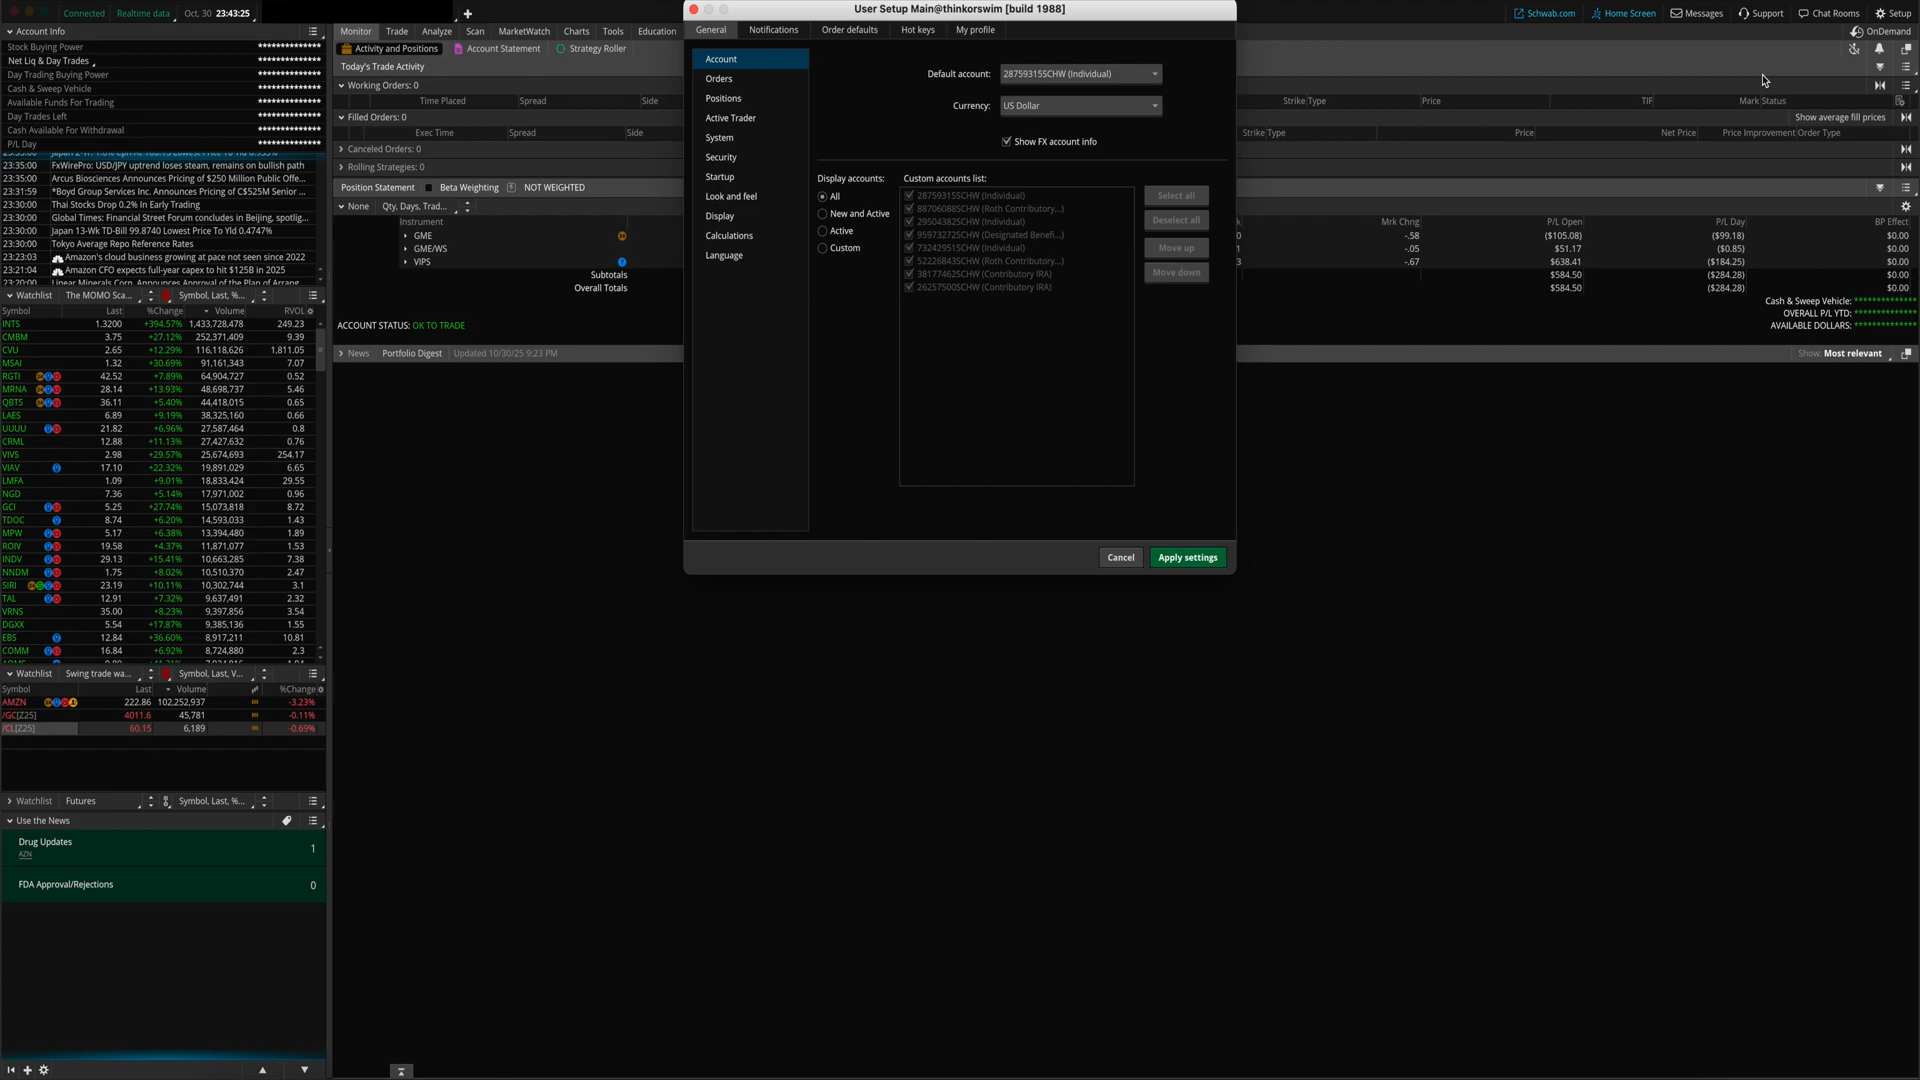 Connected Realtime data Oct, 30 23:43:25
User Setup Main@thinkorswim [build 1988]
Schwab.com Home Screen Messages Support Chat Rooms Setup
OnDemand
Account Info
Stock Buying Power **************
Net Liq & Day Trades **************
Day Trading Buying Power **************
Cash & Sweep Vehicle **************
Available Funds For Trading **************
Day Trades Left **************
Cash Available For Withdrawal **************
P/L Day **************
23:35:00 FxWirePro: USD/JPY uptrend loses steam, remains on bullish path
23:35:00 Arcus Biosciences Announces Pricing of $250 Million Public Offe...
23:31:59 *Boyd Group Services Inc. Announces Pricing of C$525M Senior ...
23:30:00 Thai Stocks Drop 0.2% In Early Trading
23:30:00 Global Times: Financial Street Forum concludes in Beijing, spotlig...
23:30:00 Japan 13-Wk TD-Bill 99.8740 Lowest Price To Yld 0.4747%
23:30:00 Tokyo Average Repo Reference Rates
23:23:03 Amazon's cloud business growing at pace not seen since 2022
23:21:04 Amazon CFO expects full-year capex to hit $125B in 2025
23:20:00 Linear Minerals Corp. Announces Approval of the Plan of Arrang...
Watchlist The MOMO Sca... Symbol, Last, %...
Symbol Last %Change Volume RVOL
INTS 1.3200 +394.57% 1,433,728,478 249.23
CMBM 3.75 +27.12% 252,371,409 9.39
CVU 2.65 +12.29% 116,118,626 1,811.05
MSAI 1.32 +30.69% 91,161,343 7.07
RGTI 42.52 +7.89% 64,904,727 0.52
MRNA 28.14 +13.93% 48,698,737 5.46
QBTS 36.11 +5.40% 44,418,015 0.65
LAES 6.89 +9.19% 38,325,160 0.66
UUUU 21.82 +6.96% 27,587,464 0.8
CRML 12.88 +11.13% 27,427,632 0.76
VIVS 2.98 +29.57% 25,674,693 254.17
VIAV 17.10 +22.32% 19,891,029 6.65
LMFA 1.09 +9.01% 18,833,424 29.55
NGD 7.36 +5.14% 17,971,002 0.96
GCI 5.25 +27.74% 15,073,818 8.72
TDOC 8.74 +6.20% 14,593,033 1.43
MPW 5.17 +6.38% 13,394,480 1.89
ROIV 19.58 +4.37% 11,871,077 1.53
INDV 29.13 +15.41% 10,663,285 7.38
NNDM 1.75 +8.02% 10,510,370 2.47
SIRI 23.19 +10.11% 10,302,744 3.1
TAL 12.91 +7.32% 9,637,491 2.32
VRNS 35.00 +8.23% 9,397,856 3.54
DGXX 5.54 +17.87% 9,385,136 1.55
EBS 12.84 +36.60% 8,917,211 10.81
COMM 16.84 +6.92% 8,724,880 2.3
Watchlist Swing trade wa... Symbol, Last, V...
Symbol Last Volume %Change
AMZN 222.86 102,252,937 -3.23%
/GC[Z25] 4011.6 45,781 -0.11%
/CL[Z25] 60.15 6,189 -0.69%
Watchlist Futures Symbol, Last, %...
Use the News
Drug Updates 1
AZN
FDA Approval/Rejections 0
Monitor Trade Analyze Scan MarketWatch Charts Tools Education
Activity and Positions Account Statement Strategy Roller
Today's Trade Activity
Working Orders: 0
Time Placed Spread Side Strike Type Price TIF Mark Status
Filled Orders: 0 Show average fill prices
Exec Time Spread Side Strike Type Price Net Price Price Improvement Order Type
Canceled Orders: 0
Rolling Strategies: 0
Position Statement Beta Weighting NOT WEIGHTED
None Qty, Days, Trad...
Instrument Mrk Chng P/L Open P/L Day BP Effect
GME -.58 ($105.08) ($99.18) $0.00
GME/WS -.05 $51.17 ($0.85) $0.00
VIPS -.67 $638.41 ($184.25) $0.00
Subtotals $584.50 ($284.28) $0.00
Overall Totals $584.50 ($284.28) $0.00
Cash & Sweep Vehicle: **************
OVERALL P/L YTD: **************
AVAILABLE DOLLARS: **************
ACCOUNT STATUS: OK TO TRADE
News Portfolio Digest Updated 10/30/25 9:23 PM Show: Most relevant
General Notifications Order defaults Hot keys My profile
Account
Orders
Positions
Active Trader
System
Security
Startup
Look and feel
Display
Calculations
Language
Default account: 28759315SCHW (Individual)
Currency: US Dollar
Show FX account info
Display accounts: Custom accounts list:
All
New and Active
Active
Custom
28759315SCHW (Individual)
88706088SCHW (Roth Contributory...)
29504382SCHW (Individual)
95973272SCHW (Designated Benefi...)
73242951SCHW (Individual)
52226843SCHW (Roth Contributory...)
38177462SCHW (Contributory IRA)
26257500SCHW (Contributory IRA)
Select all
Deselect all
Move up
Move down
Cancel Apply settings